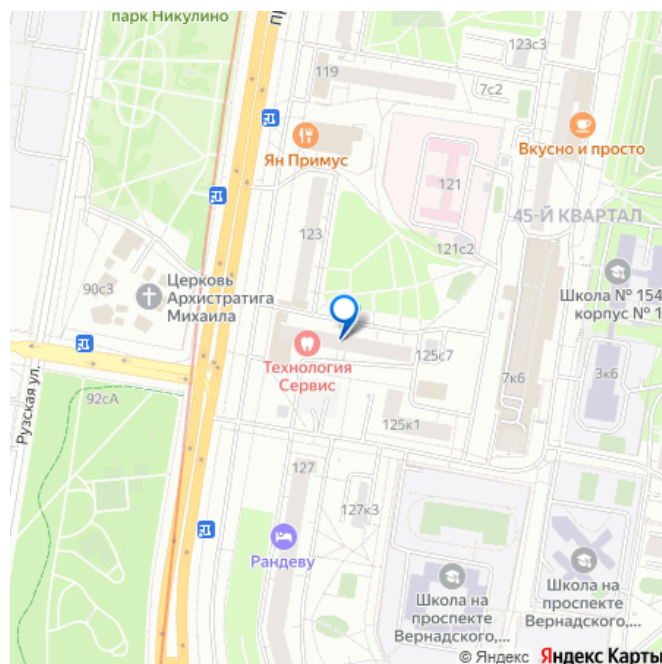 парк Никулино
Пр
123с3
119
7с2
Ян Примус
Вкусно и просто
121
45-Й КВАРТАЛ
123
121с2
90с3
Церковь
Архистратига
Михаила
Школа № 154
корпус № 1
Технология
Сервис
125с7
7к6
3к6
Рузская ул.
92сА
125к1
127
127к3
Рандеву
Школа на
проспекте
Вернадского,...
Школа на
проспекте
Вернадского,...
© Яндекс Яндекс Карты